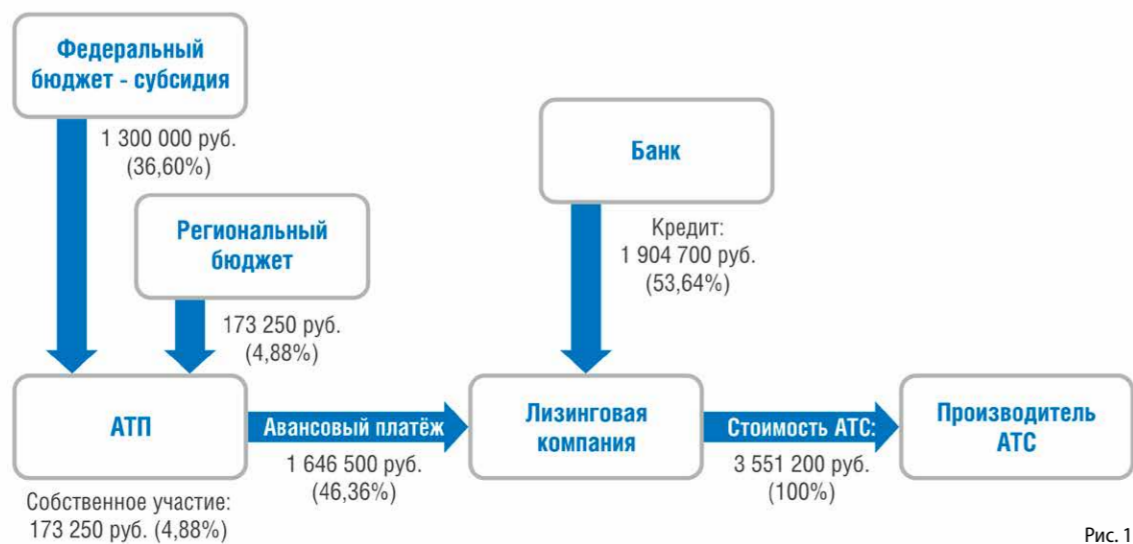 Федеральный
бюджет - субсидия
1 300 000 руб.
(36,60%)
Региональный
бюджет
173 250 руб.
(4,88%)
Банк
Кредит:
1 904 700 руб.
(53,64%)
АТП
Собственное участие:
173 250 руб. (4,88%)
Авансовый платёж
1 646 500 руб.
(46,36%)
Лизинговая
компания
Стоимость АТС:
3 551 200 руб.
(100%)
Производитель
АТС
Рис. 1